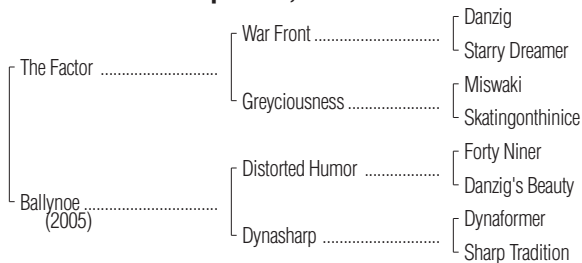 Danzig
War Front ..............................
Starry Dreamer
The Factor ............................
Miswaki
Greyciousness ......................
Skatingonthinice
Forty Niner
Distorted Humor ..................
Danzig's Beauty
Ballynoe ................................
(2005)
Dynaformer
Dynasharp ............................
Sharp Tradition